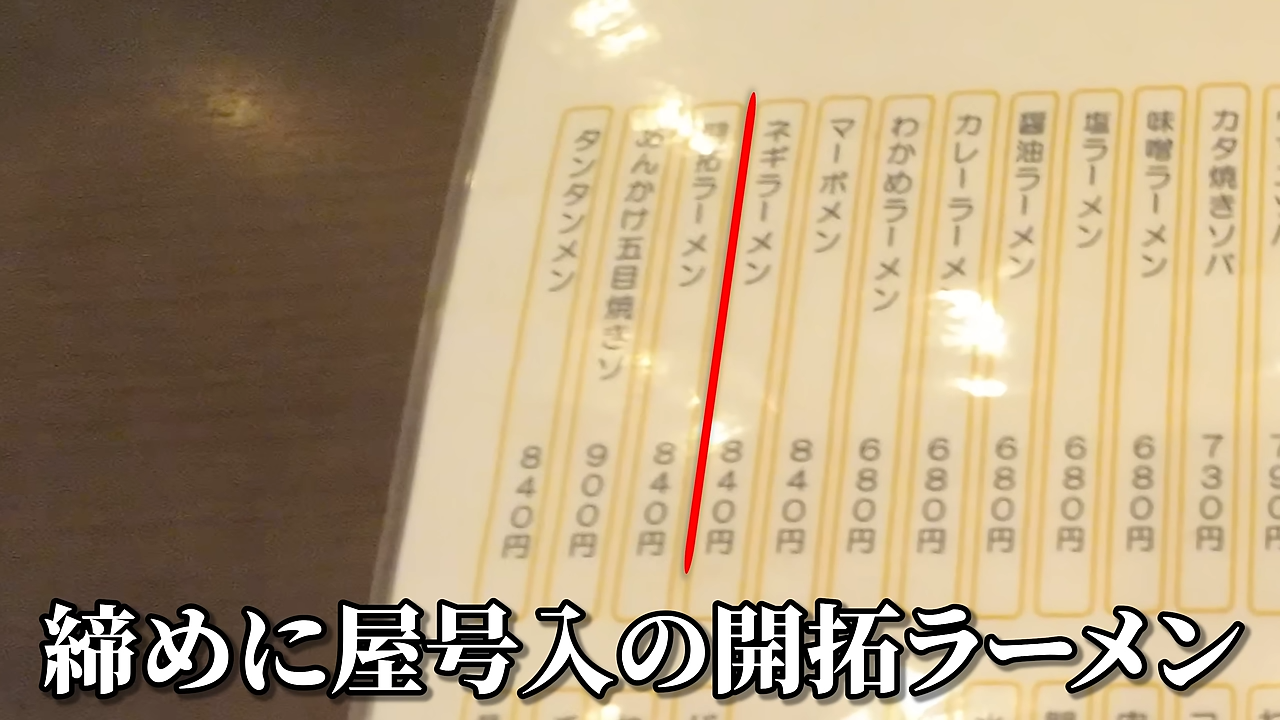 カタ焼きソバ 730円
味噌ラーメン 680円
塩ラーメン 680円
醤油ラーメン 680円
カレーラーメン 680円
わかめラーメン 680円
マーボメン 840円
ネギラーメン 840円
開拓ラーメン 840円
あんかけ五目焼きソ 900円
タンタンメン 840円
締めに屋号入の開拓ラーメン